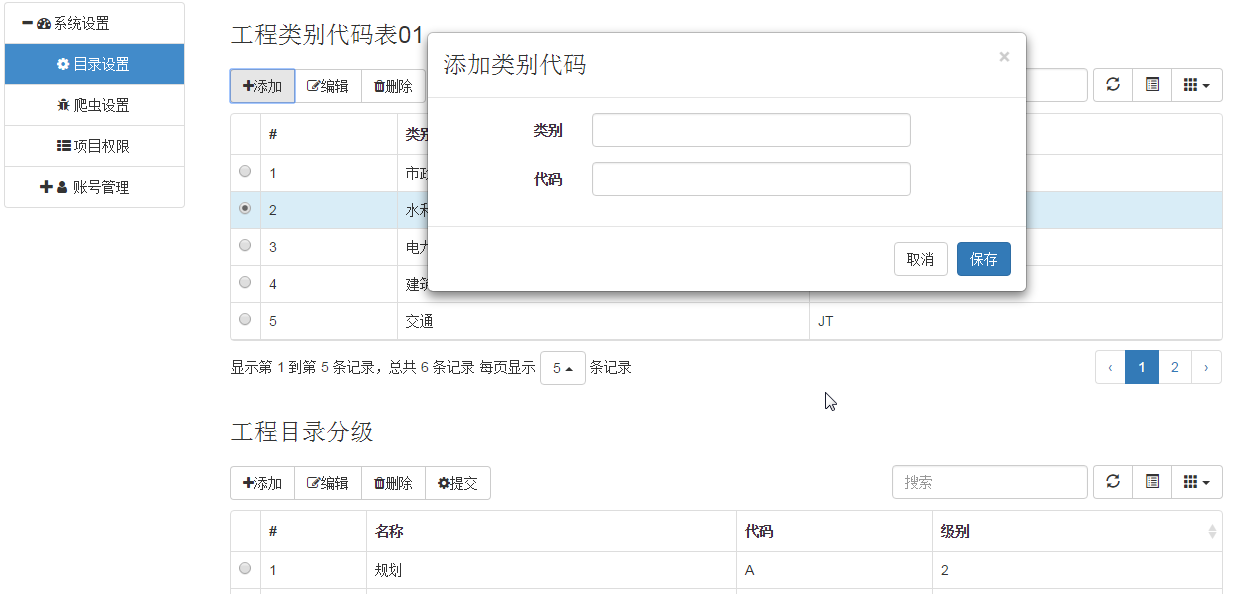 系统设置
目录设置
爬虫设置
项目权限
账号管理
工程类别代码表01
添加 编辑 删除
# 类别
1 市政
2 水利
3 电力
4 建筑
5 交通 JT
显示第 1 到第 5 条记录，总共 6 条记录 每页显示 5 条记录
‹ 1 2 ›
添加类别代码 ×
类别
代码
取消 保存
工程目录分级
添加 编辑 删除 提交 搜索
# 名称 代码 级别
1 规划 A 2